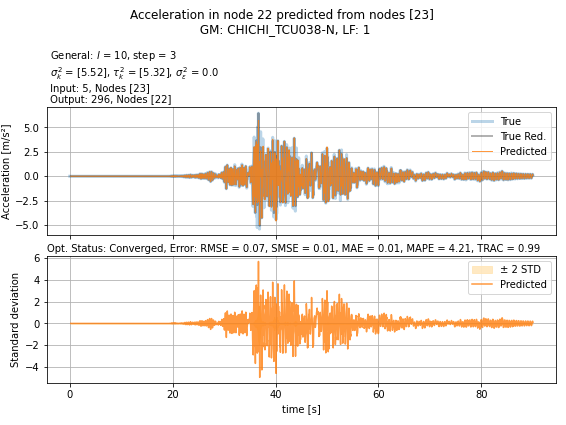 Acceleration in node 22 predicted from nodes [23]
GM: CHICHI_TCU038-N, LF: 1
General: l = 10, step = 3
σ²ₖ = [5.52], τ²ₖ = [5.32], σ²ε = 0.0
Input: 5, Nodes [23]
Output: 296, Nodes [22]
Acceleration [m/s²]
5.0
2.5
0.0
−2.5
−5.0
True
True Red.
Predicted
Opt. Status: Converged, Error: RMSE = 0.07, SMSE = 0.01, MAE = 0.01, MAPE = 4.21, TRAC = 0.99
Standard deviation
6
4
2
0
−2
−4
± 2 STD
Predicted
0 20 40 60 80
time [s]